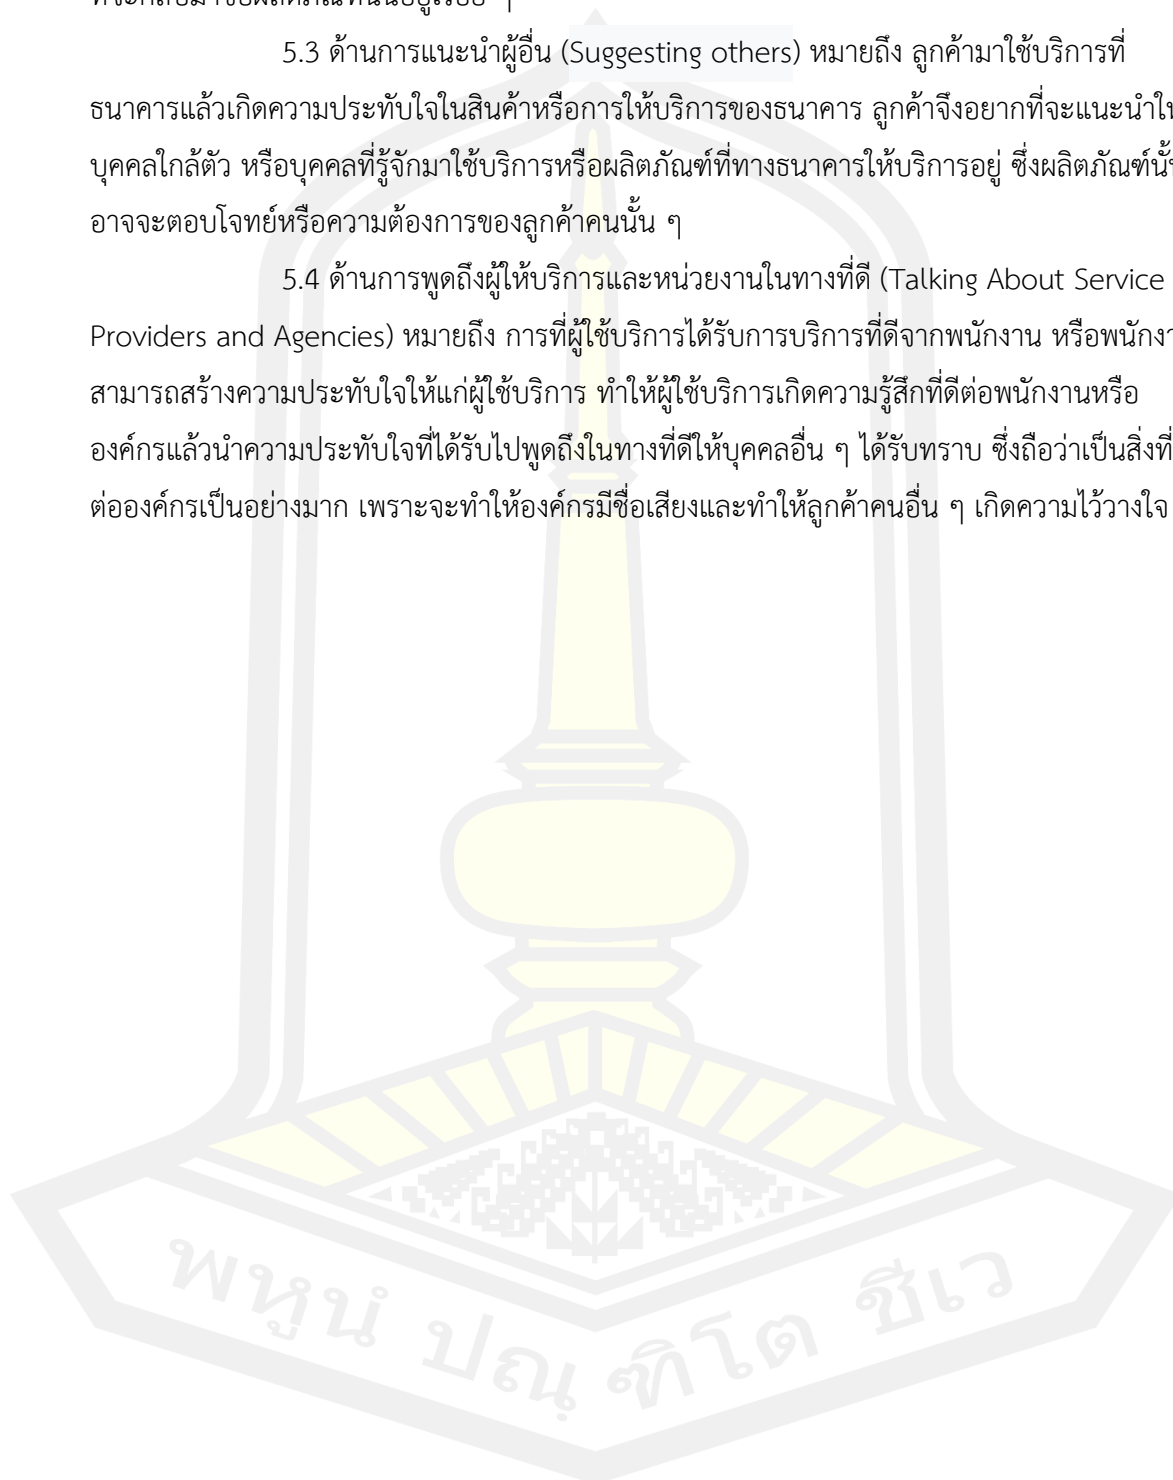 ที่จะกลับมาซื้อผลิตภัณฑ์นั้นอยู่เรื่อย ๆ
5.3 ด้านการแนะนำผู้อื่น (Suggesting others) หมายถึง ลูกค้ามาใช้บริการที่
ธนาคารแล้วเกิดความประทับใจในสินค้าหรือการให้บริการของธนาคาร ลูกค้าจึงอยากที่จะแนะนำ
บุคคลใกล้ตัว หรือบุคคลที่รู้จักมาใช้บริการหรือผลิตภัณฑ์ที่ทางธนาคารให้บริการอยู่ ซึ่งผลิตภัณฑ์
อาจจะตอบโจทย์หรือความต้องการของลูกค้าคนนั้น ๆ
5.4 ด้านการพูดถึงผู้ให้บริการและหน่วยงานในทางที่ดี (Talking About Service
Providers and Agencies) หมายถึง การที่ผู้ใช้บริการได้รับการบริการที่ดีจากพนักงาน หรือ
สามารถสร้างความประทับใจให้แก่ผู้ใช้บริการ ทำให้ผู้ใช้บริการเกิดความรู้สึกที่ดีต่อพนักงานหรือ
องค์กรแล้วนำความประทับใจที่ได้รับไปพูดถึงในทางที่ดีให้บุคคลอื่น ๆ ได้รับทราบ ซึ่งถือว่าเป็นสิ่งที่
ต่อองค์กรเป็นอย่างมาก เพราะจะทำให้องค์กรมีชื่อเสียงและทำให้ลูกค้าคนอื่น ๆ เกิดความไว้วางใจ
พหูนํ ปณฺฑิโต ชีเว